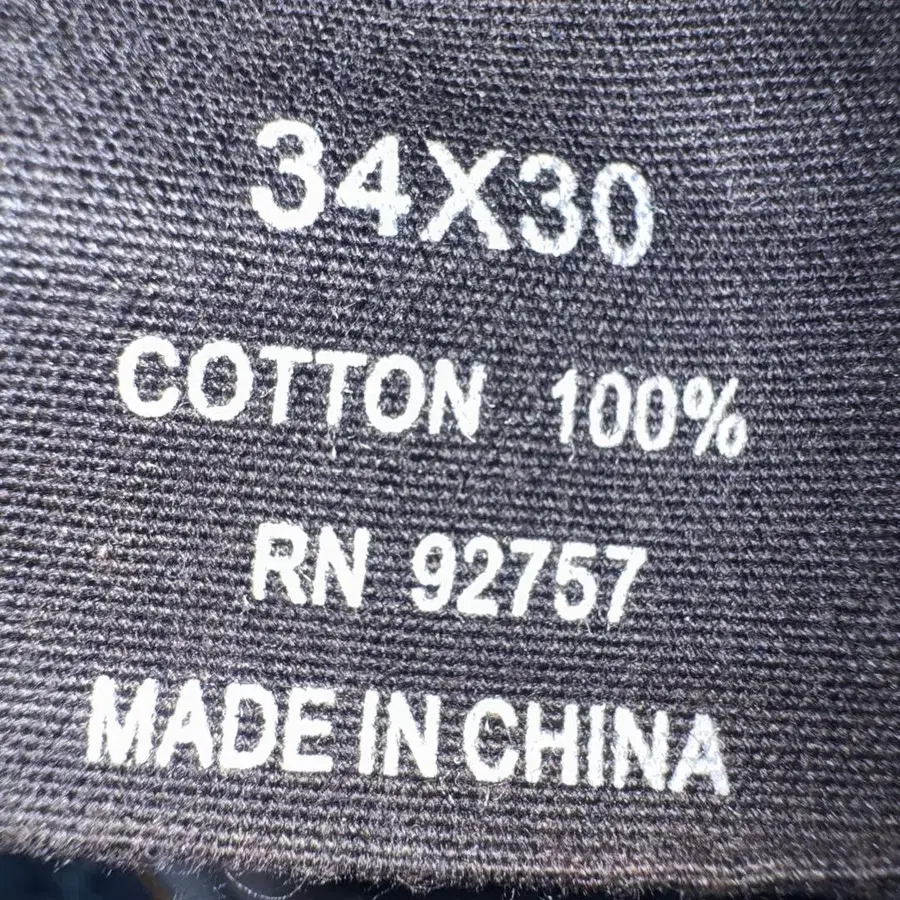 34X30
COTTON 100%
RN 92757
MADE IN CHINA